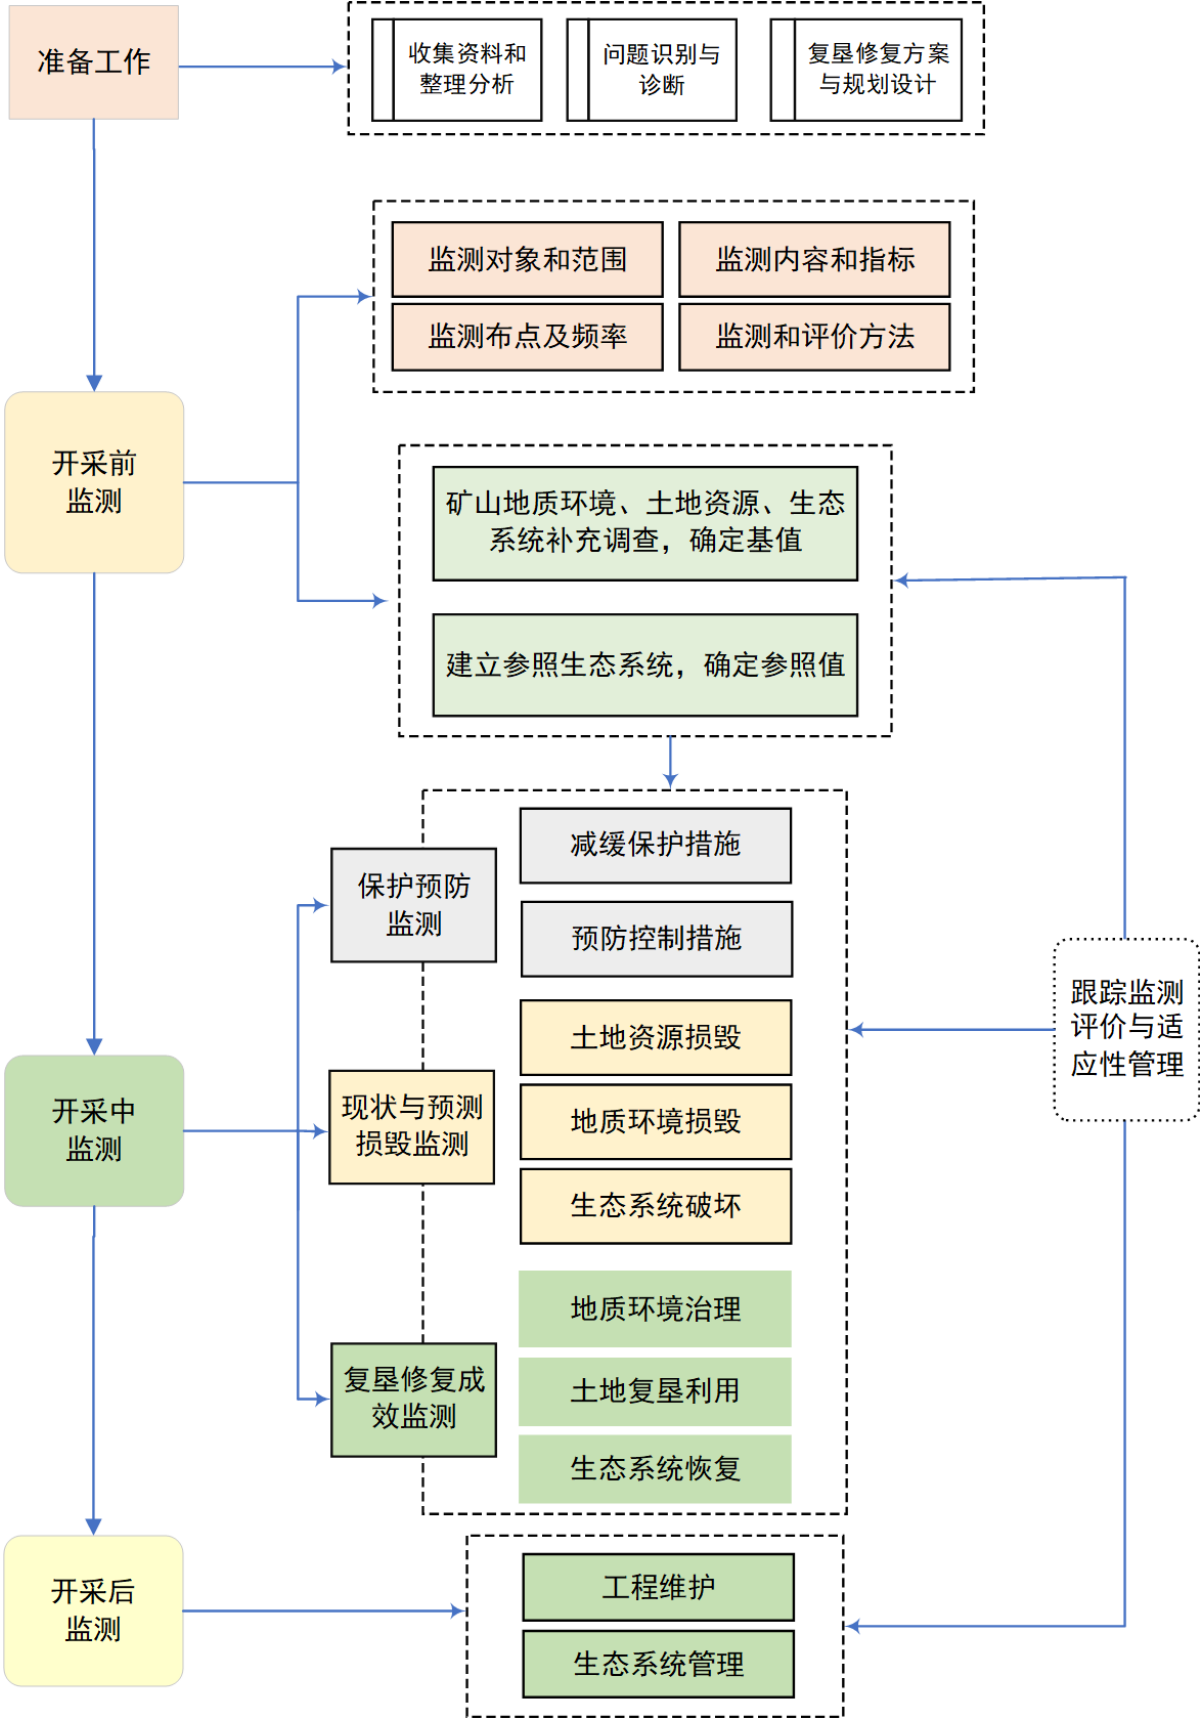 准备工作
收集资料和
整理分析
问题识别与
诊断
复垦修复方案
与规划设计
监测对象和范围
监测内容和指标
监测布点及频率
监测和评价方法
开采前
监测
矿山地质环境、土地资源、生态
系统补充调查，确定基值
建立参照生态系统，确定参照值
减缓保护措施
保护预防
监测
预防控制措施
跟踪监测
评价与适
应性管理
土地资源损毁
开采中
监测
现状与预测
损毁监测
地质环境损毁
生态系统破坏
地质环境治理
复垦修复成
效监测
土地复垦利用
生态系统恢复
开采后
监测
工程维护
生态系统管理